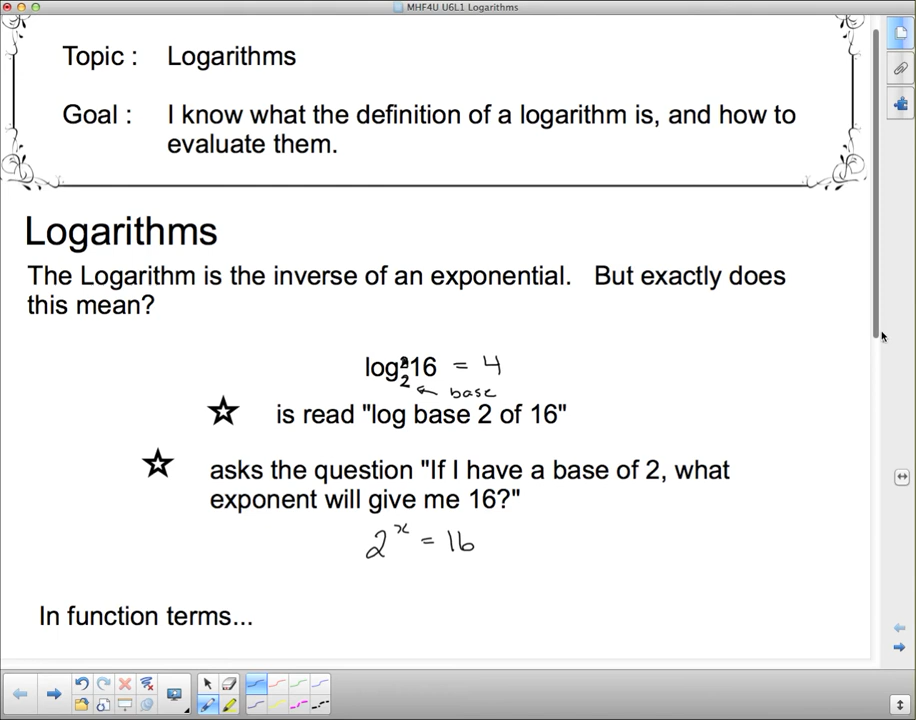 MHF4U U6L1 Logarithms
Topic : Logarithms
Goal : I know what the definition of a logarithm is, and how to
evaluate them.
Logarithms
The Logarithm is the inverse of an exponential. But exactly does
this mean?
log₂16 = 4
2 ← base
is read "log base 2 of 16"
asks the question "If I have a base of 2, what
exponent will give me 16?"
2ˣ = 16
In function terms...